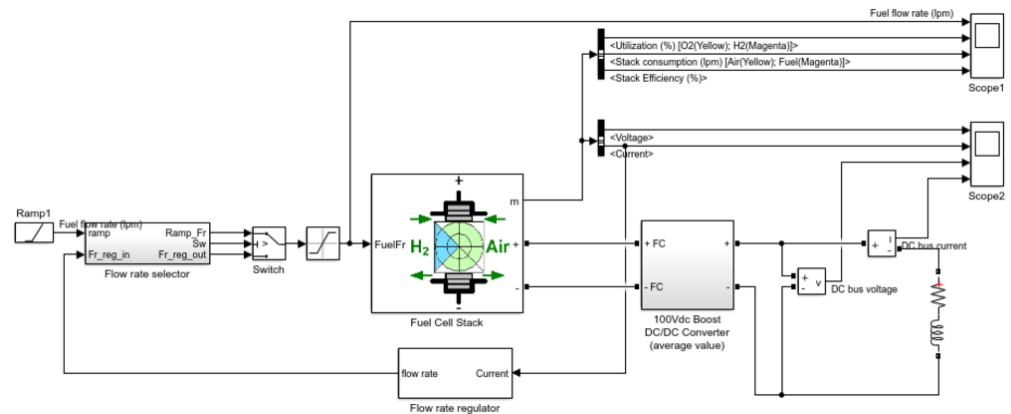 Fuel flow rate (lpm)
<Utilization (%) [O2(Yellow); H2(Magenta)]>
<Stack consumption (lpm) [Air(Yellow); Fuel(Magenta)]>
<Stack Efficiency (%)>
Scope1
<Voltage>
<Current>
Scope2
Ramp1
Fuel flow rate (lpm)
ramp
Fr_reg_in
Ramp_Fr
Sw
Fr_reg_out
Flow rate selector
>
Switch
FuelFr
+
H2
Air
-
m
+
-
Fuel Cell Stack
+ FC
- FC
+
-
100Vdc Boost
DC/DC Converter
(average value)
+
-
v
DC bus voltage
+
I
-
DC bus current
+
flow rate
Current
Flow rate regulator